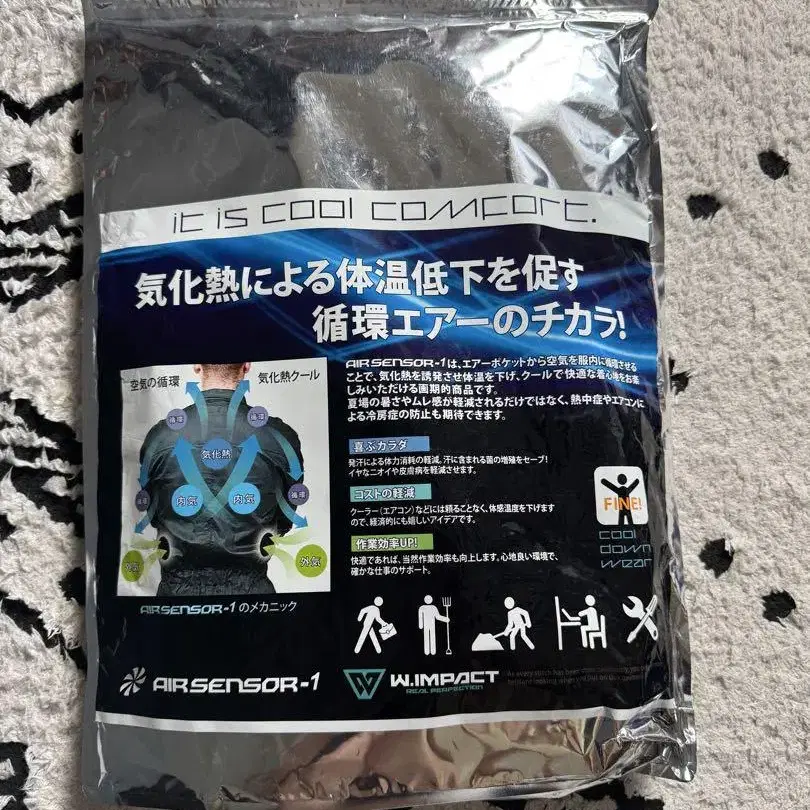 it is cool comfort.
気化熱による体温低下を促す
循環エアーのチカラ!
AIRSENSOR-1は、エアーポケットから空気を服内に循環させる
ことで、気化熱を誘発させ体温を下げ、クールで快適な着心地をお楽
しみいただける画期的商品です。
夏場の暑さやムレ感が軽減されるだけではなく、熱中症やエアコンに
よる冷房症の防止も期待できます。
空気の循環
気化熱クール
循環
循環
気化熱
循環
内気
内気
循環
外気
外気
AIRSENSOR-1のメカニック
喜ぶカラダ
発汗による体力消耗の軽減。汗に含まれる菌の増殖をセーブ!
イヤなニオイや皮膚病を軽減させます。
コストの軽減
クーラー(エアコン)などには頼ることなく、体感温度を下げます
ので、経済的にも嬉しいアイデアです。
作業効率UP!
快適であれば、当然作業効率も向上します。心地良い環境で、
確かな仕事のサポート。
FINE!
cool
down
wear
AIRSENSOR-1
W.IMPACT
REAL PERFECTION